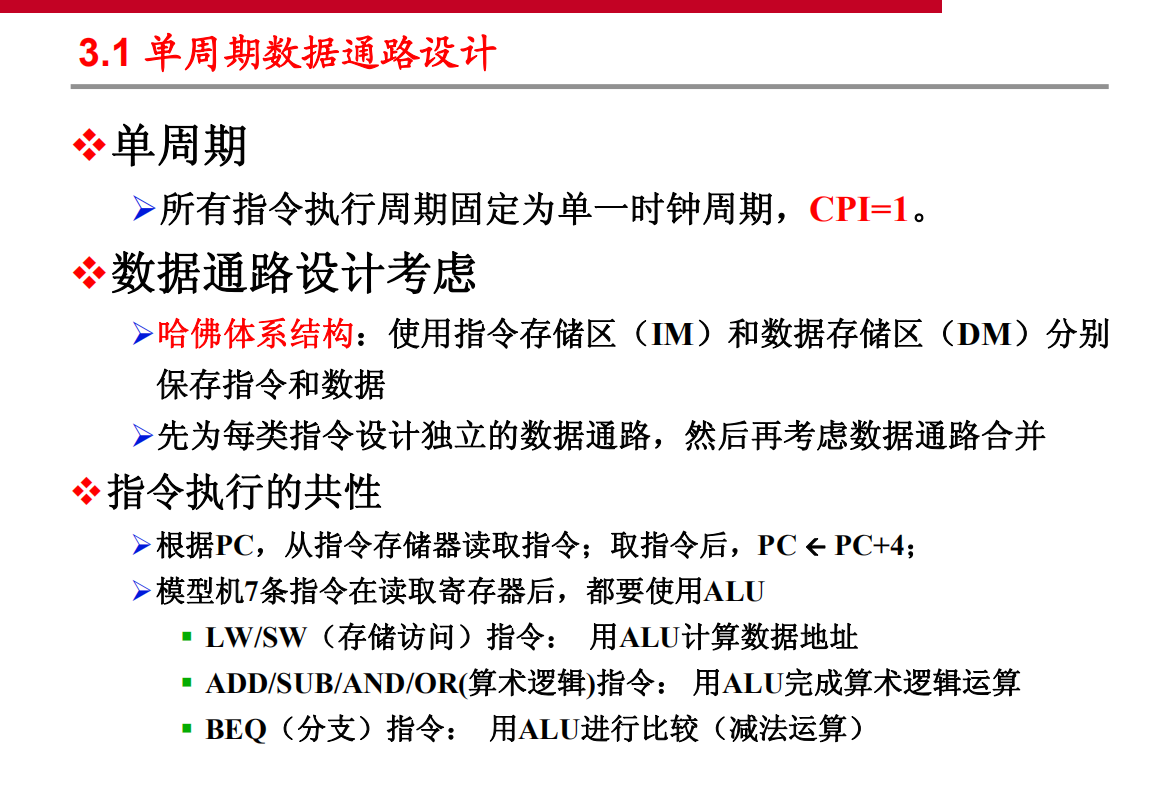 3.1 单周期数据通路设计
单周期
所有指令执行周期固定为单一时钟周期，CPI=1。
数据通路设计考虑
哈佛体系结构：使用指令存储区（IM）和数据存储区（DM）分别
保存指令和数据
先为每类指令设计独立的数据通路，然后再考虑数据通路合并
指令执行的共性
根据PC，从指令存储器读取指令；取指令后，PC ← PC+4；
模型机7条指令在读取寄存器后，都要使用ALU
LW/SW（存储访问）指令： 用ALU计算数据地址
ADD/SUB/AND/OR(算术逻辑)指令： 用ALU完成算术逻辑运算
BEQ（分支）指令： 用ALU进行比较（减法运算）